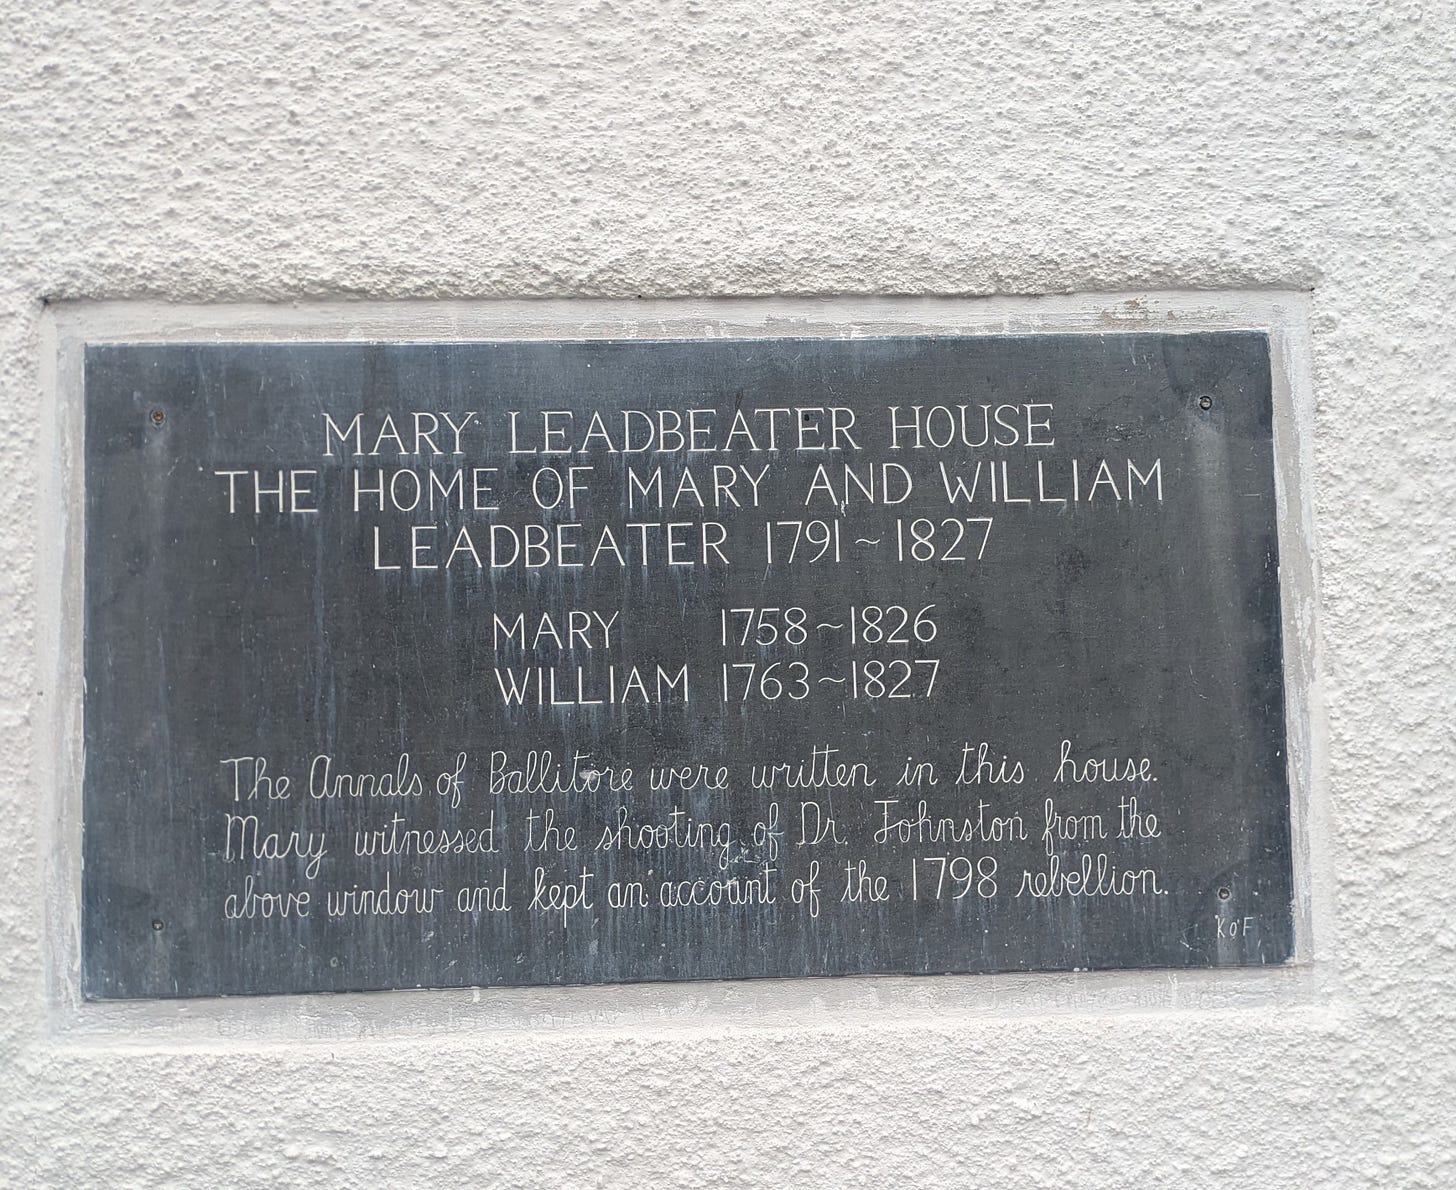 MARY LEADBEATER HOUSE
THE HOME OF MARY AND WILLIAM
LEADBEATER 1791~1827
MARY 1758~1826
WILLIAM 1763~1827
The Annals of Ballitore were written in this house.
Mary witnessed the shooting of Dr. Johnston from the
above window and kept an account of the 1798 rebellion.
K O'F